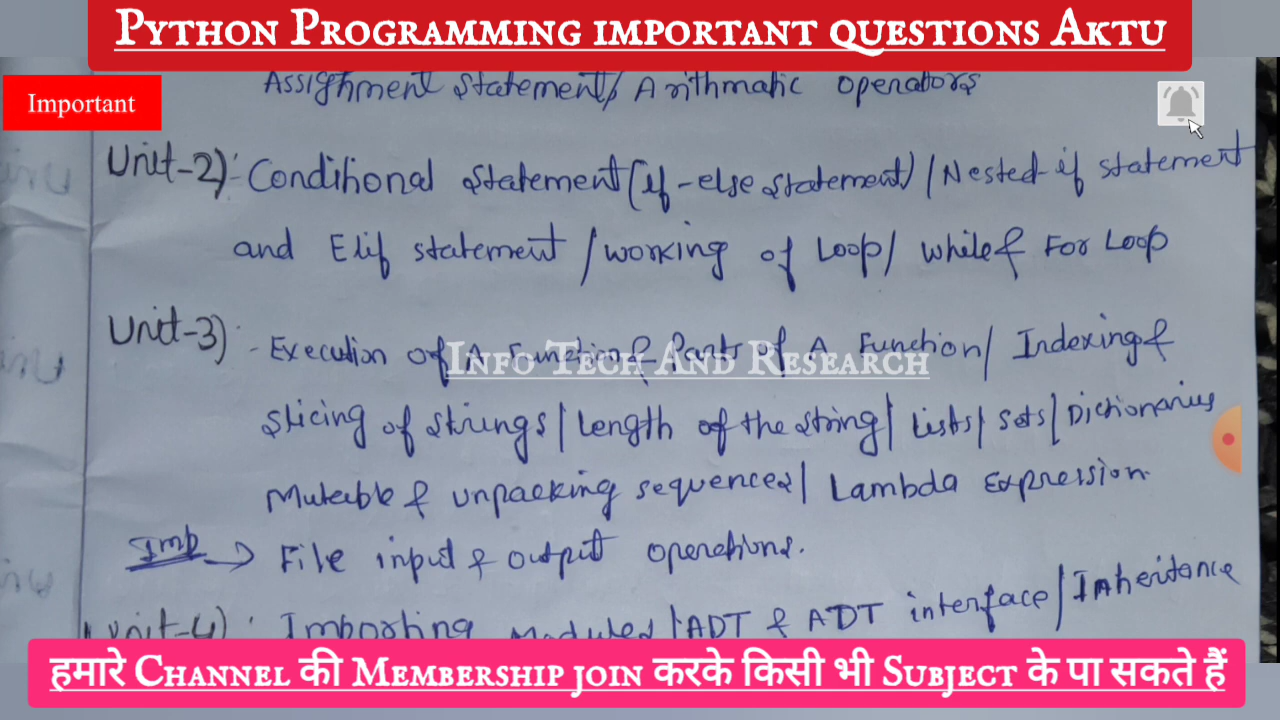 Python Programming important questions Aktu
Important
Assignment Statement/ Arithmatic operators
Unit-2): Conditional Statement (if-else statement) / Nested-if statement
and Elif statement / working of Loop/ while & For Loop
Unit-3) - Execution of A Function & Parts of A Function/ Indexing &
Info Tech And Research
Slicing of Strings / Length of the string / Lists / Sets / Dictionaries
Muteable & unpacking sequences / Lambda Expression.
Imp → File input & output operations.
Unit-4) : Importing Modules / ADT & ADT interface / Inheritance
हमारे Channel की Membership join करके किसी भी Subject के पा सकते हैं